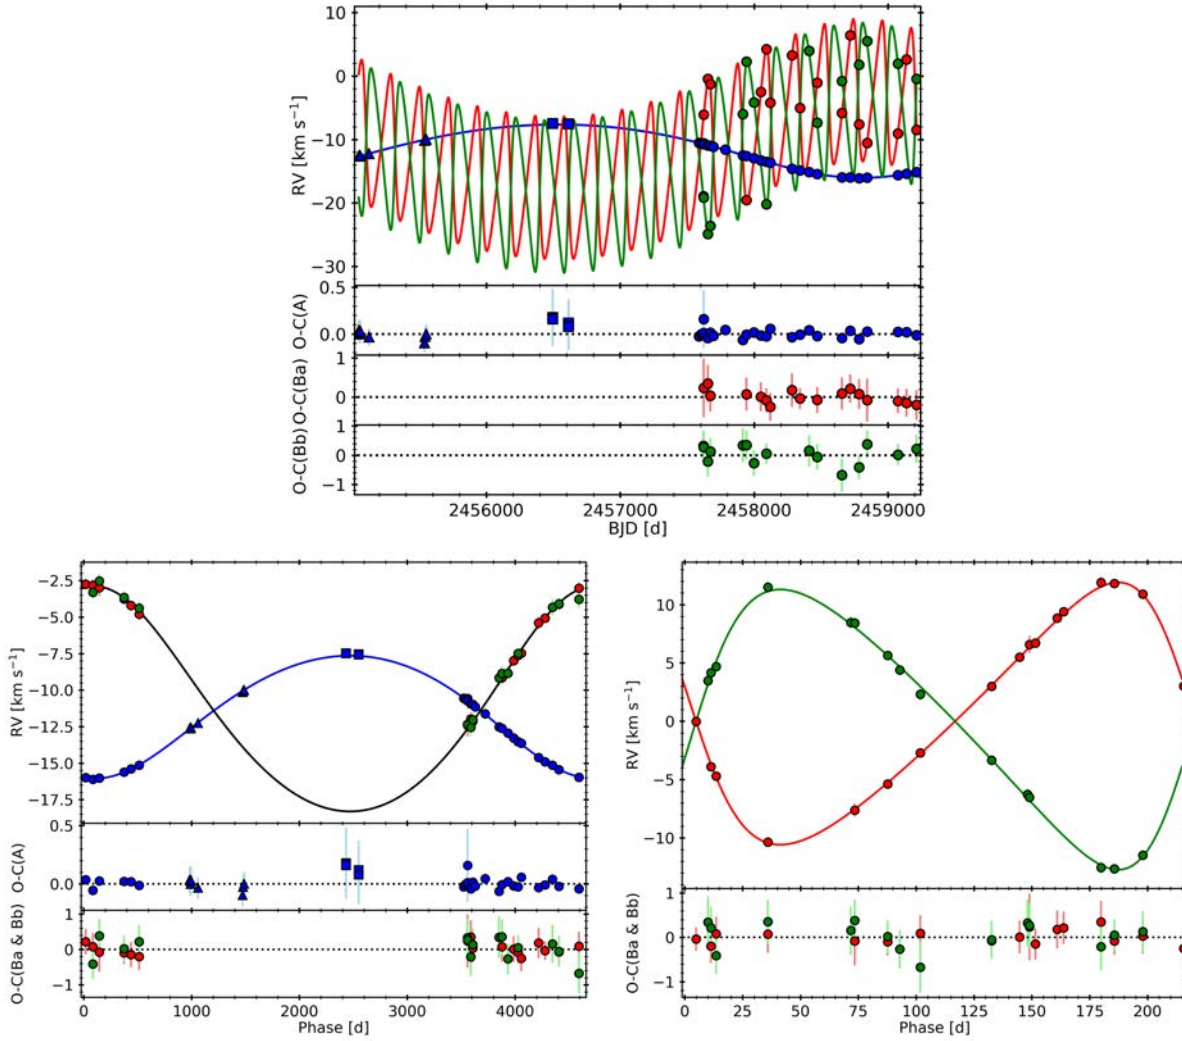 10
0
−10
−20
−30
RV [km s⁻¹]
0.5
0.0
O-C(A)
1
0
O-C(Ba)
1
0
−1
O-C(Bb)
2456000 2457000 2458000 2459000
BJD [d]
−2.5
−5.0
−7.5
−10.0
−12.5
−15.0
−17.5
RV [km s⁻¹]
0.5
0.0
O-C(A)
1
0
−1
O-C(Ba & Bb)
0 1000 2000 3000 4000
Phase [d]
10
5
0
−5
−10
RV [km s⁻¹]
1
0
−1
O-C(Ba & Bb)
0 25 50 75 100 125 150 175 200
Phase [d]